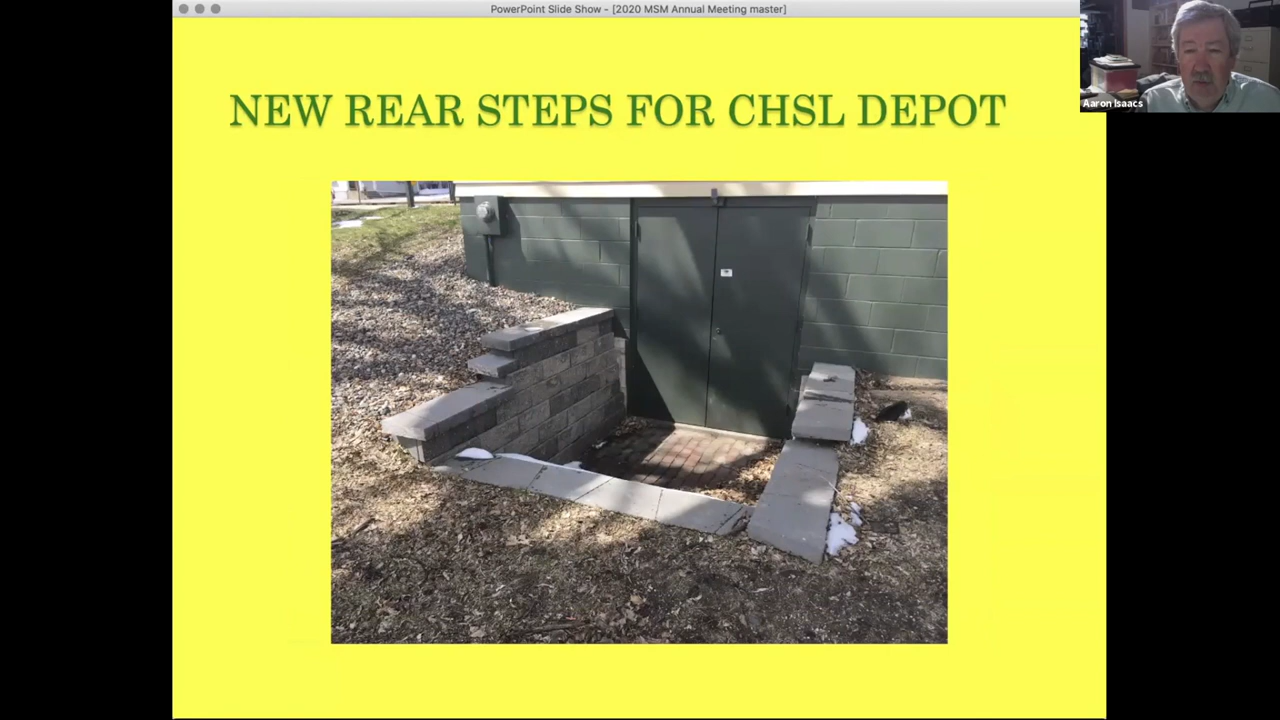 PowerPoint Slide Show - [2020 MSM Annual Meeting master]
Aaron Isaacs
NEW REAR STEPS FOR CHSL DEPOT